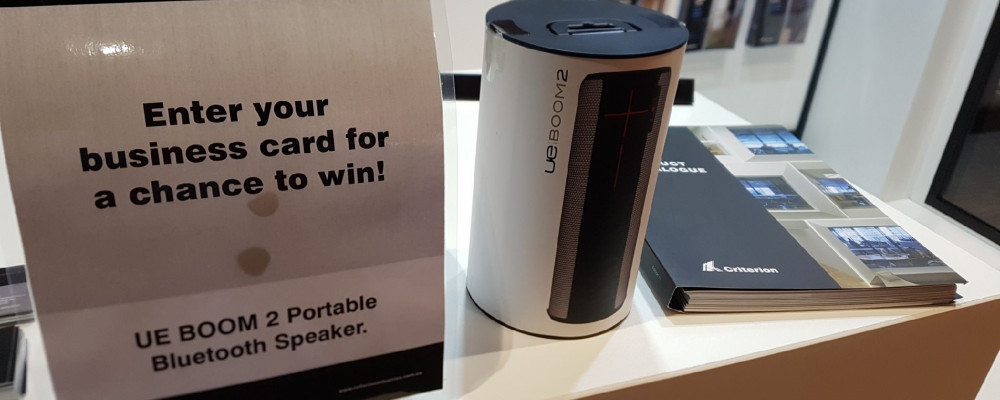 Enter your
business card for
a chance to win!
UE BOOM 2 Portable
Bluetooth Speaker.
UE BOOM 2
Criterion